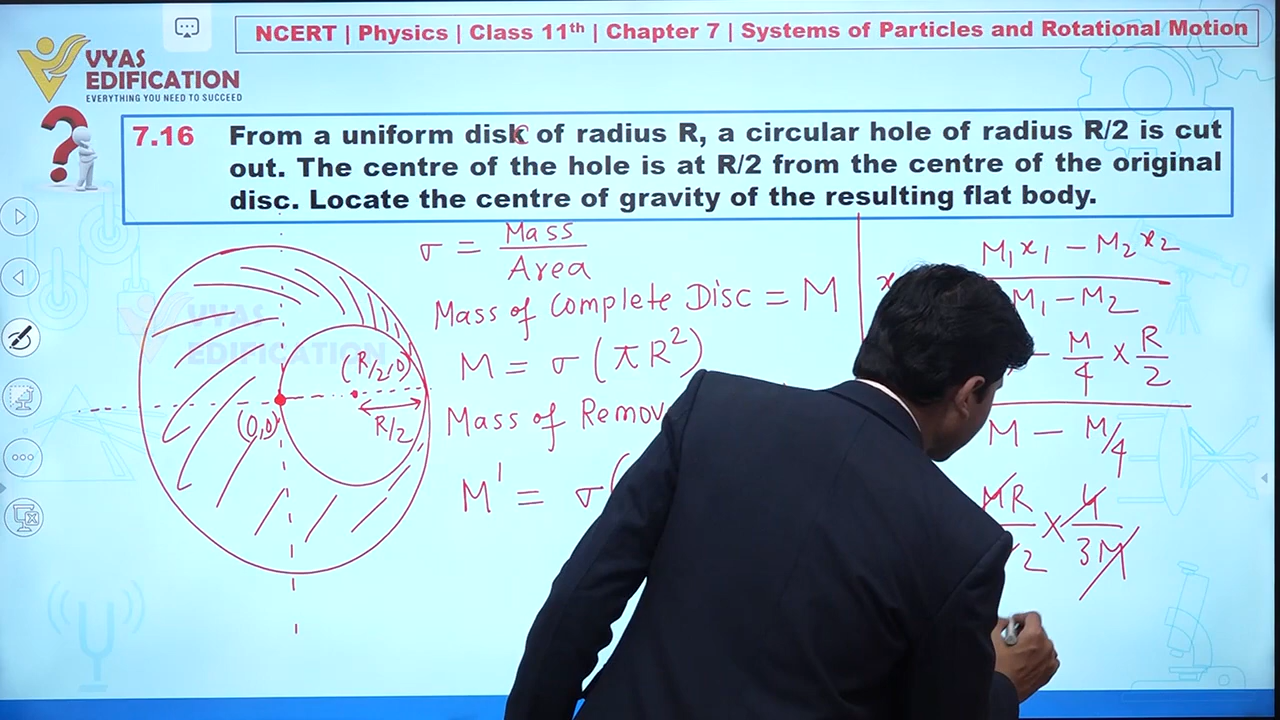 NCERT | Physics | Class 11th | Chapter 7 | Systems of Particles and Rotational Motion
VYAS
EDIFICATION
EVERYTHING YOU NEED TO SUCCEED
7.16 From a uniform disc of radius R, a circular hole of radius R/2 is cut
out. The centre of the hole is at R/2 from the centre of the original
disc. Locate the centre of gravity of the resulting flat body.
(R/2,0)
(0,0)
R/2
σ = Mass / Area
Mass of Complete Disc = M
M = σ(πR²)
Mass of
M' = σ(
M₁x₁ − M₂x₂
M₁ − M₂
− M/4 × R/2
M − M/4
MR
2 × 4/3M
VYAS
EDIFICATION